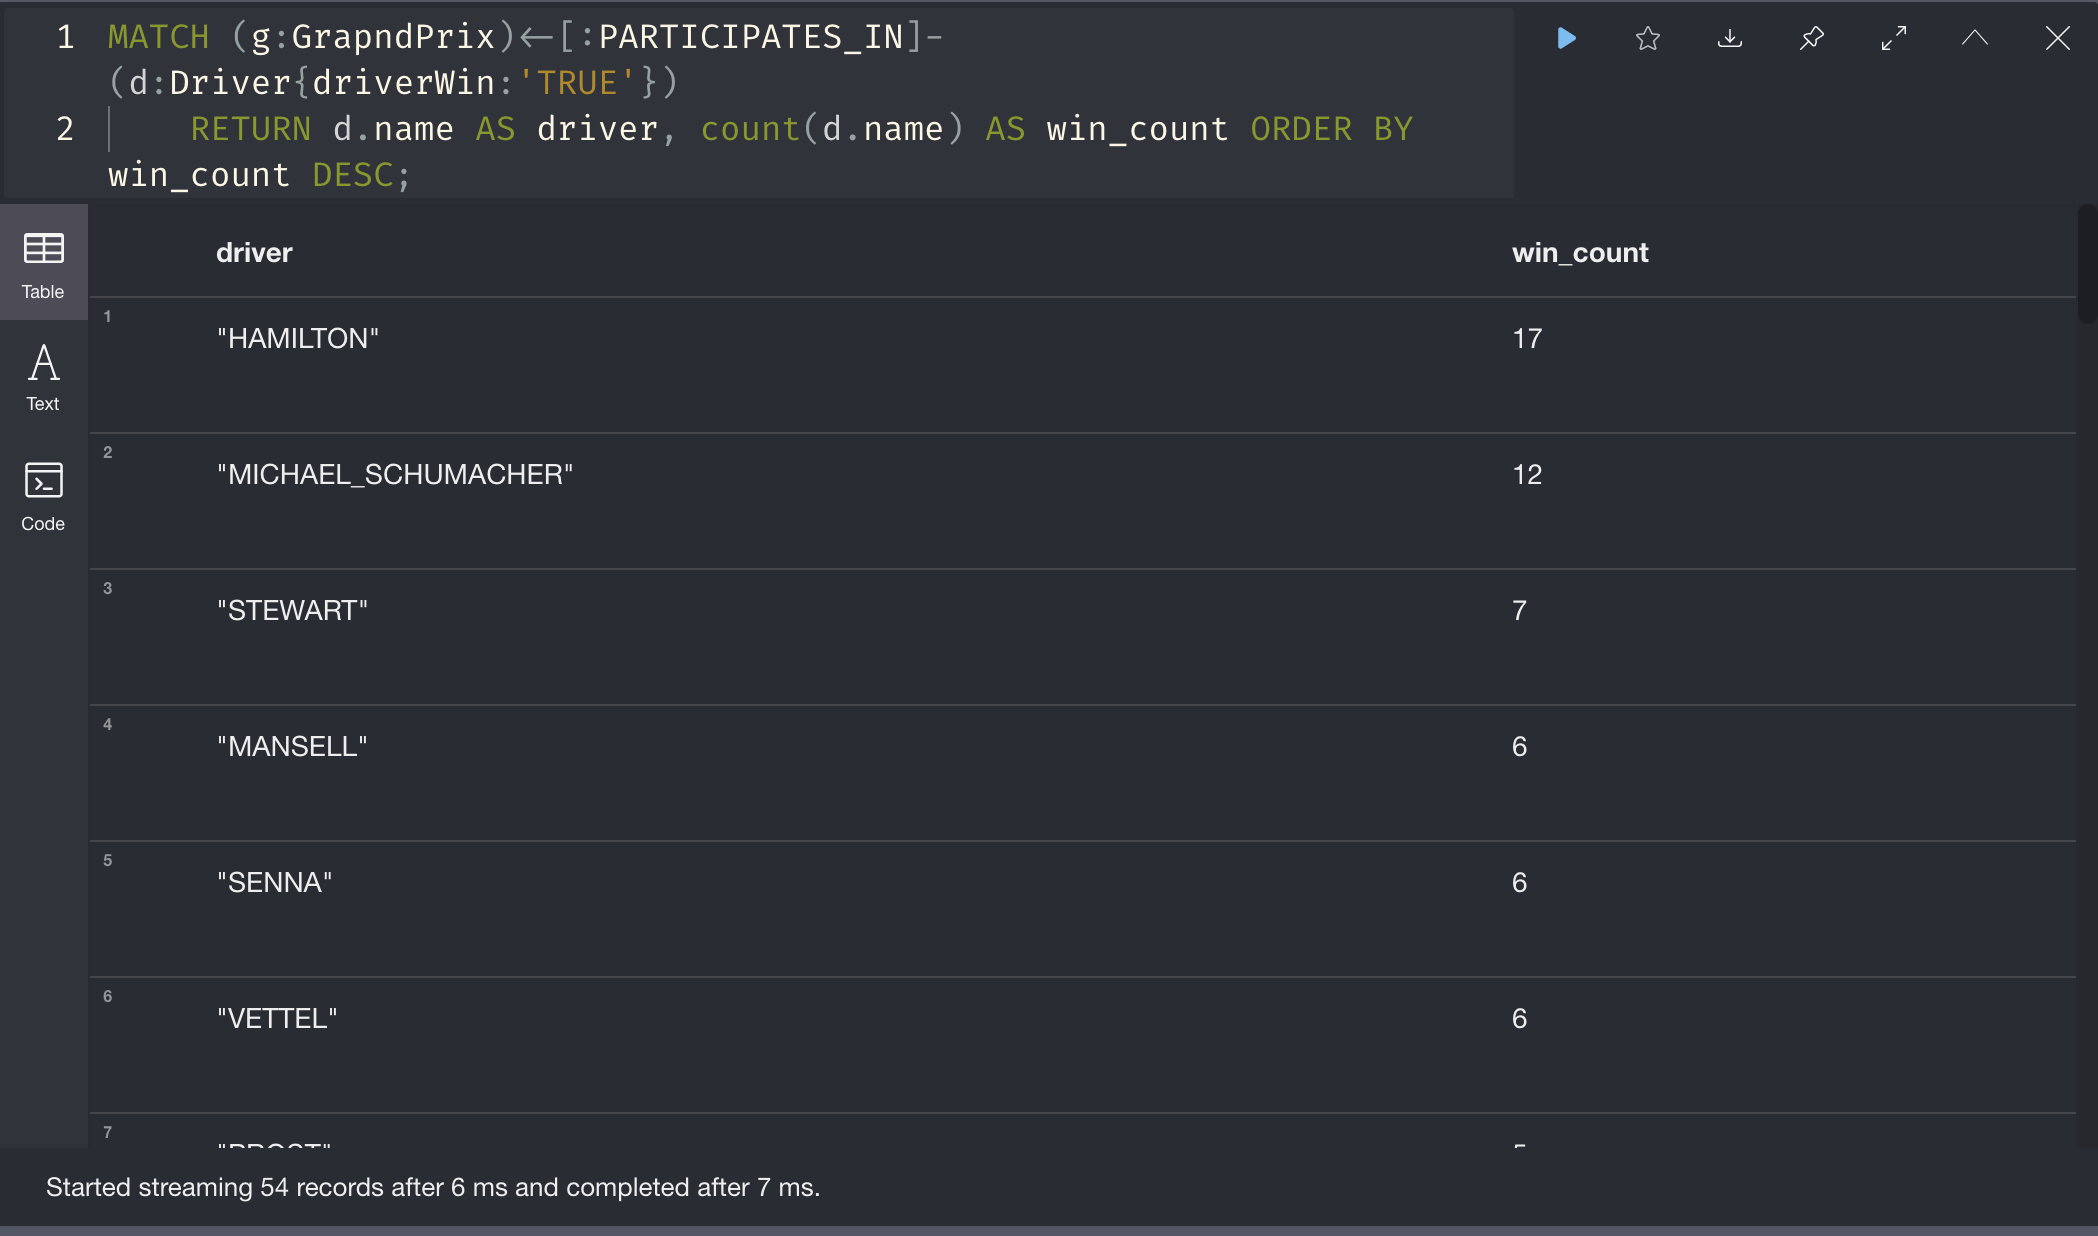 1 MATCH (g:GrapndPrix)<-[:PARTICIPATES_IN]-
(d:Driver{driverWin:'TRUE'})
2 RETURN d.name AS driver, count(d.name) AS win_count ORDER BY
win_count DESC;
driver win_count
Table
1 "HAMILTON" 17
Text
2 "MICHAEL_SCHUMACHER" 12
Code
3 "STEWART" 7
4 "MANSELL" 6
5 "SENNA" 6
6 "VETTEL" 6
7
Started streaming 54 records after 6 ms and completed after 7 ms.